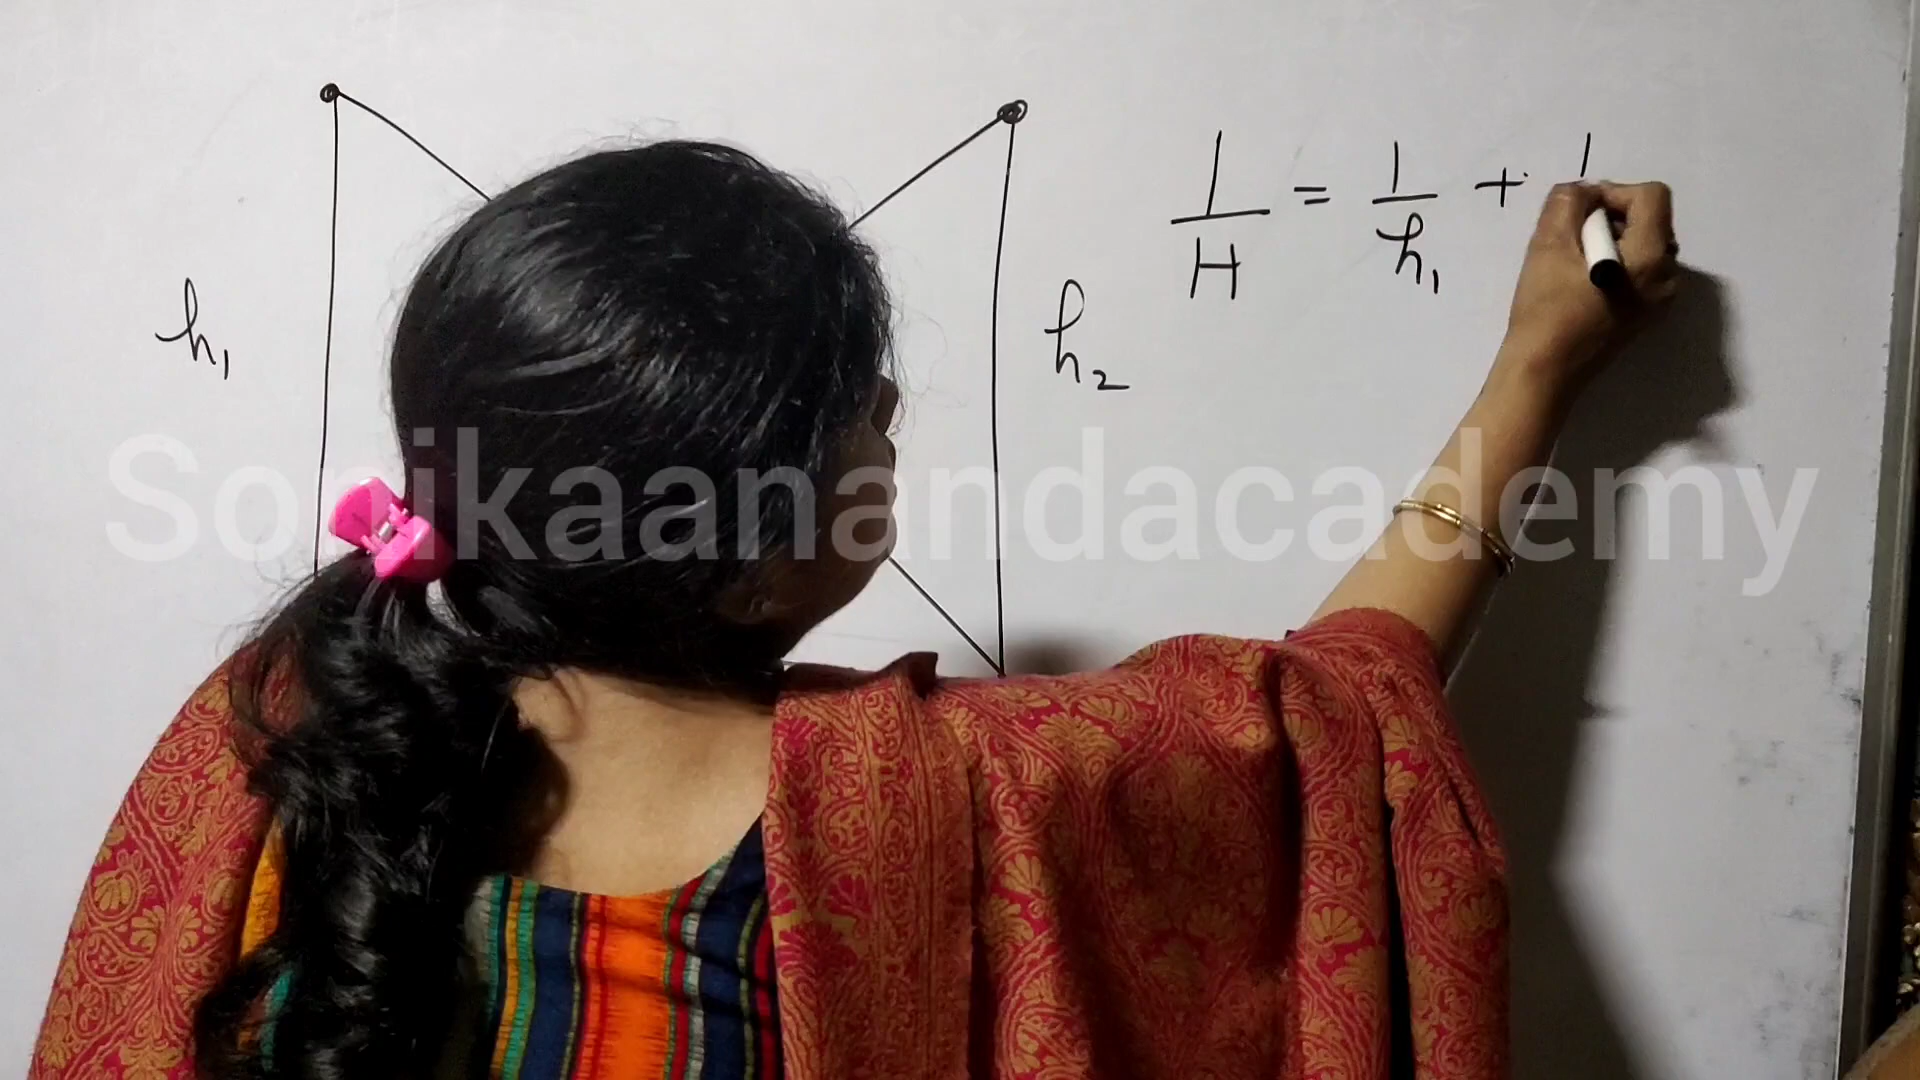 1/H = 1/h₁ + 1
h₁
h₂
Sonikaanandacademy